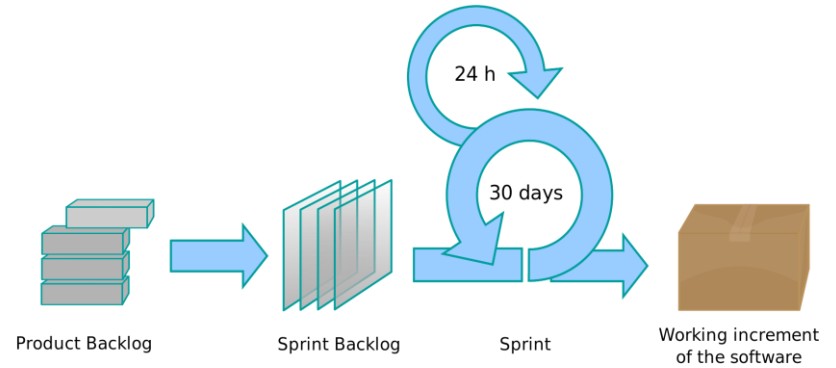 24 h
30 days
Product Backlog
Sprint Backlog
Sprint
Working increment
of the software